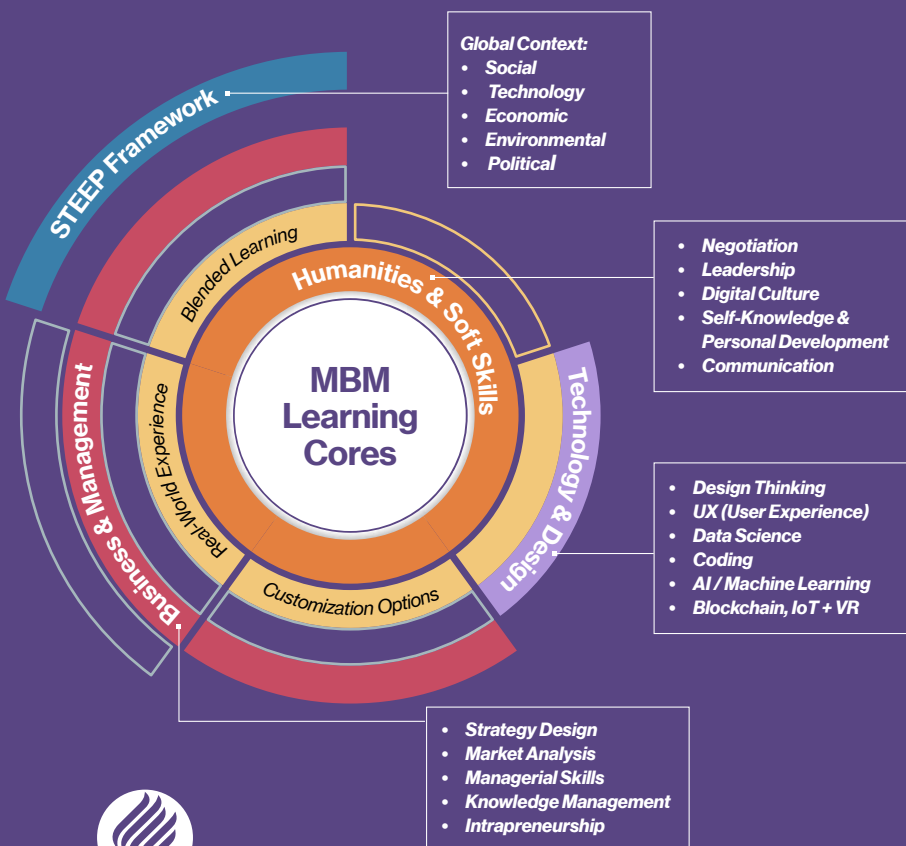 Global Context:
• Social
• Technology
• Economic
• Environmental
• Political
STEEP Framework
Blended Learning
Humanities & Soft Skills
• Negotiation
• Leadership
• Digital Culture
• Self-Knowledge &
Personal Development
• Communication
MBM
Learning
Cores
Business & Management
Real-World Experience
Technology & Design
Customization Options
• Design Thinking
• UX (User Experience)
• Data Science
• Coding
• AI / Machine Learning
• Blockchain, IoT + VR
• Strategy Design
• Market Analysis
• Managerial Skills
• Knowledge Management
• Intrapreneurship